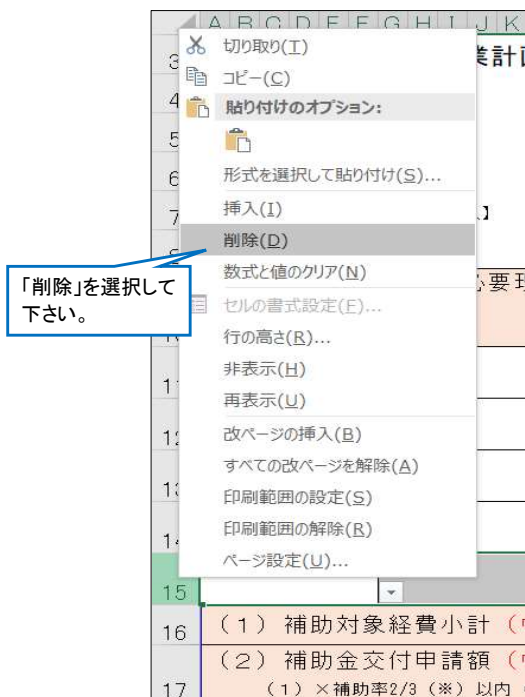 A B C D E F G H I J K
3
業計画
4
5
6
7
】
切り取り(T)
コピー(C)
貼り付けのオプション:
形式を選択して貼り付け(S)...
挿入(I)
削除(D)
数式と値のクリア(N)
セルの書式設定(F)...
行の高さ(R)...
非表示(H)
再表示(U)
改ページの挿入(B)
すべての改ページを解除(A)
印刷範囲の設定(S)
印刷範囲の解除(R)
ページ設定(U)...
「削除」を選択して
下さい。
必要理
15
16 (1) 補助対象経費小計(
(2) 補助金交付申請額(
17 (1)×補助率2/3(※)以内(